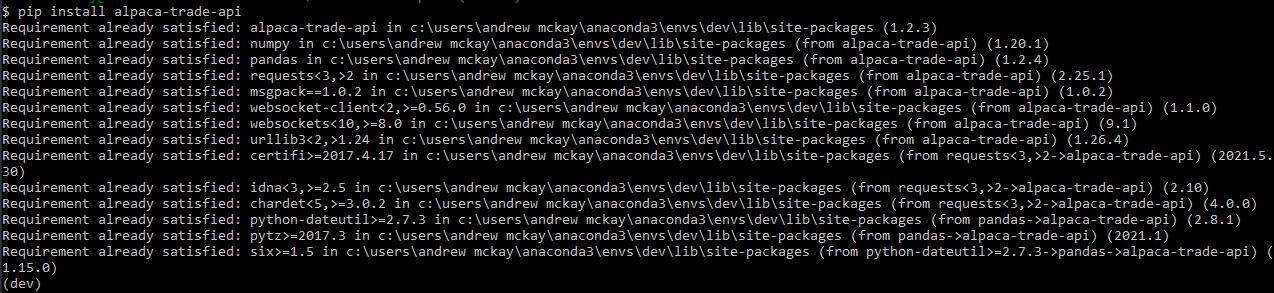 $ pip install alpaca-trade-api
Requirement already satisfied: alpaca-trade-api in c:\users\andrew mckay\anaconda3\envs\dev\lib\site-packages (1.2.3)
Requirement already satisfied: numpy in c:\users\andrew mckay\anaconda3\envs\dev\lib\site-packages (from alpaca-trade-api) (1.20.1)
Requirement already satisfied: pandas in c:\users\andrew mckay\anaconda3\envs\dev\lib\site-packages (from alpaca-trade-api) (1.2.4)
Requirement already satisfied: requests<3,>2 in c:\users\andrew mckay\anaconda3\envs\dev\lib\site-packages (from alpaca-trade-api) (2.25.1)
Requirement already satisfied: msgpack==1.0.2 in c:\users\andrew mckay\anaconda3\envs\dev\lib\site-packages (from alpaca-trade-api) (1.0.2)
Requirement already satisfied: websocket-client<2,>=0.56.0 in c:\users\andrew mckay\anaconda3\envs\dev\lib\site-packages (from alpaca-trade-api) (1.1.0)
Requirement already satisfied: websockets<10,>=8.0 in c:\users\andrew mckay\anaconda3\envs\dev\lib\site-packages (from alpaca-trade-api) (9.1)
Requirement already satisfied: urllib3<2,>1.24 in c:\users\andrew mckay\anaconda3\envs\dev\lib\site-packages (from alpaca-trade-api) (1.26.4)
Requirement already satisfied: certifi>=2017.4.17 in c:\users\andrew mckay\anaconda3\envs\dev\lib\site-packages (from requests<3,>2->alpaca-trade-api) (2021.5.
30)
Requirement already satisfied: idna<3,>=2.5 in c:\users\andrew mckay\anaconda3\envs\dev\lib\site-packages (from requests<3,>2->alpaca-trade-api) (2.10)
Requirement already satisfied: chardet<5,>=3.0.2 in c:\users\andrew mckay\anaconda3\envs\dev\lib\site-packages (from requests<3,>2->alpaca-trade-api) (4.0.0)
Requirement already satisfied: python-dateutil>=2.7.3 in c:\users\andrew mckay\anaconda3\envs\dev\lib\site-packages (from pandas->alpaca-trade-api) (2.8.1)
Requirement already satisfied: pytz>=2017.3 in c:\users\andrew mckay\anaconda3\envs\dev\lib\site-packages (from pandas->alpaca-trade-api) (2021.1)
Requirement already satisfied: six>=1.5 in c:\users\andrew mckay\anaconda3\envs\dev\lib\site-packages (from python-dateutil>=2.7.3->pandas->alpaca-trade-api) (
1.15.0)
(dev)